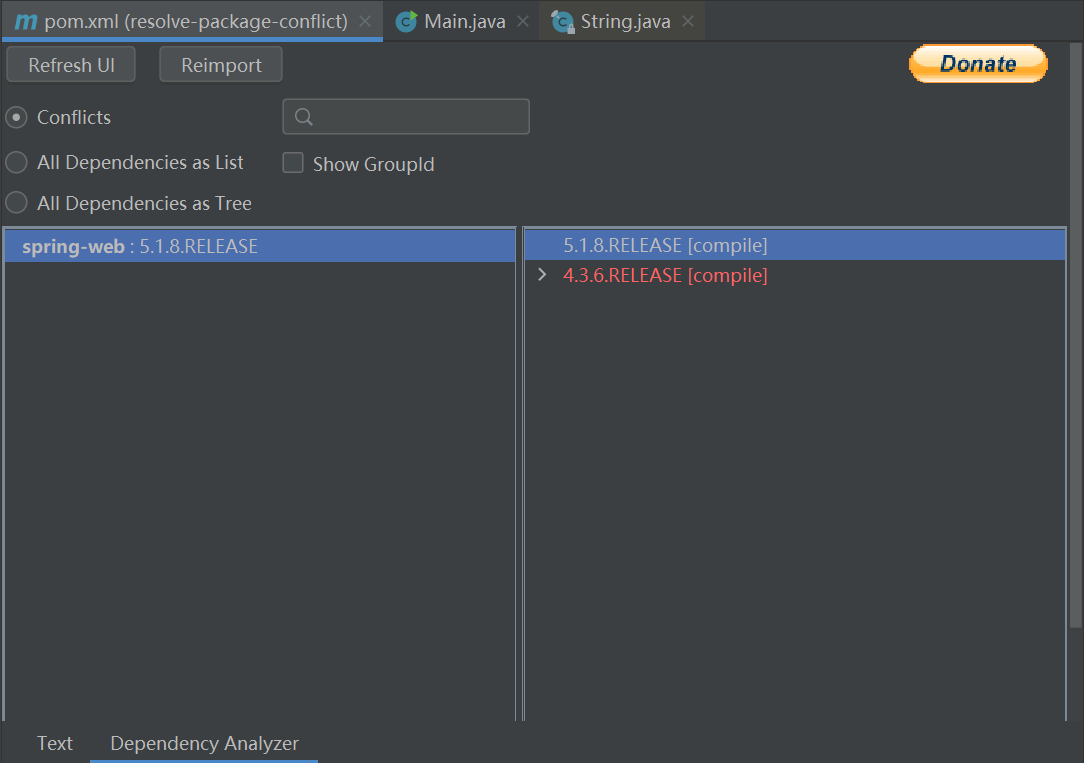 pom.xml (resolve-package-conflict) Main.java String.java
Refresh UI Reimport Donate
Conflicts
All Dependencies as List Show GroupId
All Dependencies as Tree
spring-web : 5.1.8.RELEASE 5.1.8.RELEASE [compile]
4.3.6.RELEASE [compile]
Text Dependency Analyzer